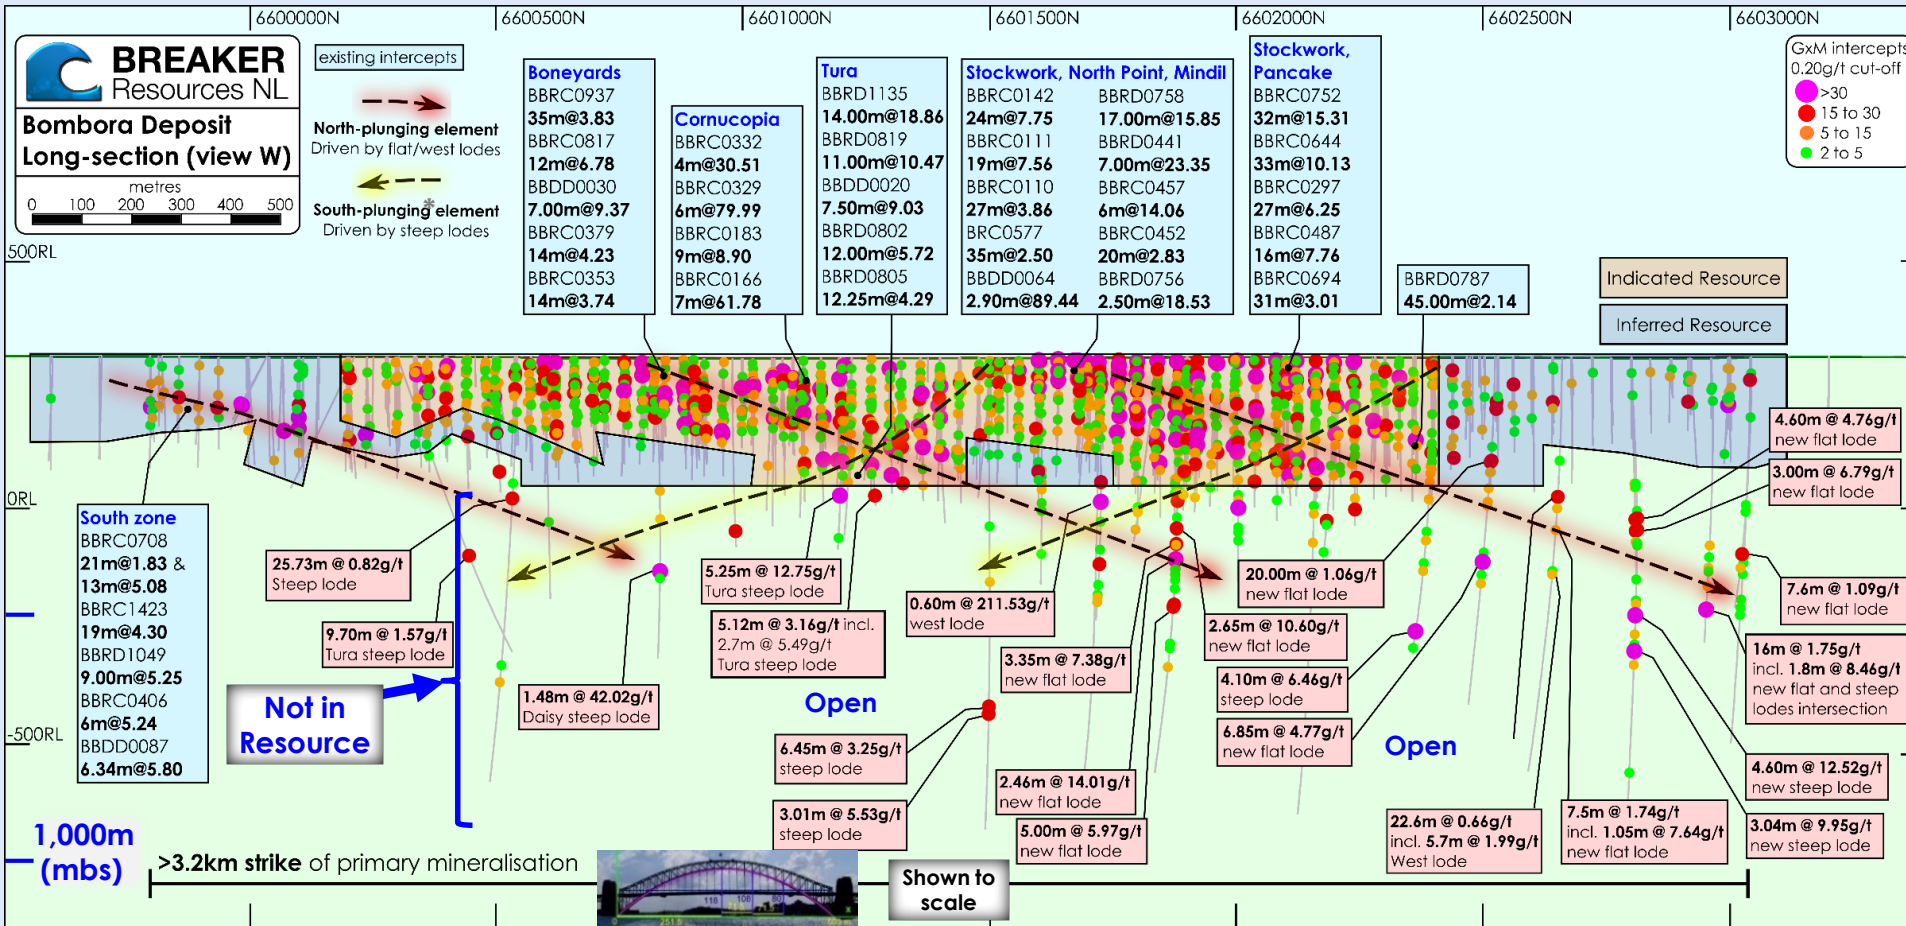 6600000N
6600500N
6601000N
6601500N
6602000N
6602500N
6603000N
BREAKER
Resources NL
Bombora Deposit
Long-section (view W)
metres
0 100 200 300 400 500
existing intercepts
North-plunging element
Driven by flat/west lodes
South-plunging element
*
Driven by steep lodes
Boneyards
BBRC0937
35m@3.83
BBRC0817
12m@6.78
BBDD0030
7.00m@9.37
BBRC0379
14m@4.23
BBRC0353
14m@3.74
Cornucopia
BBRC0332
4m@30.51
BBRC0329
6m@79.99
BBRC0183
9m@8.90
BBRC0166
7m@61.78
Tura
BBRD1135
14.00m@18.86
BBRD0819
11.00m@10.47
BBDD0020
7.50m@9.03
BBRD0802
12.00m@5.72
BBRD0805
12.25m@4.29
Stockwork, North Point, Mindil
BBRC0142 BBRD0758
24m@7.75 17.00m@15.85
BBRC0111 BBRD0441
19m@7.56 7.00m@23.35
BBRC0110 BBRC0457
27m@3.86 6m@14.06
BRC0577 BBRC0452
35m@2.50 20m@2.83
BBDD0064 BBRD0756
2.90m@89.44 2.50m@18.53
Stockwork,
Pancake
BBRC0752
32m@15.31
BBRC0644
33m@10.13
BBRC0297
27m@6.25
BBRC0487
16m@7.76
BBRC0694
31m@3.01
BBRD0787
45.00m@2.14
GxM intercepts
0.20g/t cut-off
>30
15 to 30
5 to 15
2 to 5
Indicated Resource
Inferred Resource
500RL
0RL
-500RL
1,000m
(mbs)
South zone
BBRC0708
21m@1.83 &
13m@5.08
BBRC1423
19m@4.30
BBRD1049
9.00m@5.25
BBRC0406
6m@5.24
BBDD0087
6.34m@5.80
25.73m @ 0.82g/t
Steep lode
9.70m @ 1.57g/t
Tura steep lode
Not in
Resource
1.48m @ 42.02g/t
Daisy steep lode
5.25m @ 12.75g/t
Tura steep lode
5.12m @ 3.16g/t incl.
2.7m @ 5.49g/t
Tura steep lode
Open
6.45m @ 3.25g/t
steep lode
3.01m @ 5.53g/t
steep lode
0.60m @ 211.53g/t
west lode
3.35m @ 7.38g/t
new flat lode
2.46m @ 14.01g/t
new flat lode
5.00m @ 5.97g/t
new flat lode
2.65m @ 10.60g/t
new flat lode
20.00m @ 1.06g/t
new flat lode
4.10m @ 6.46g/t
steep lode
6.85m @ 4.77g/t
new flat lode
Open
22.6m @ 0.66g/t
incl. 5.7m @ 1.99g/t
West lode
7.5m @ 1.74g/t
incl. 1.05m @ 7.64g/t
new flat lode
4.60m @ 4.76g/t
new flat lode
3.00m @ 6.79g/t
new flat lode
7.6m @ 1.09g/t
new flat lode
16m @ 1.75g/t
incl. 1.8m @ 8.46g/t
new flat and steep
lodes intersection
4.60m @ 12.52g/t
new steep lode
3.04m @ 9.95g/t
new steep lode
>3.2km strike of primary mineralisation
Shown to
scale